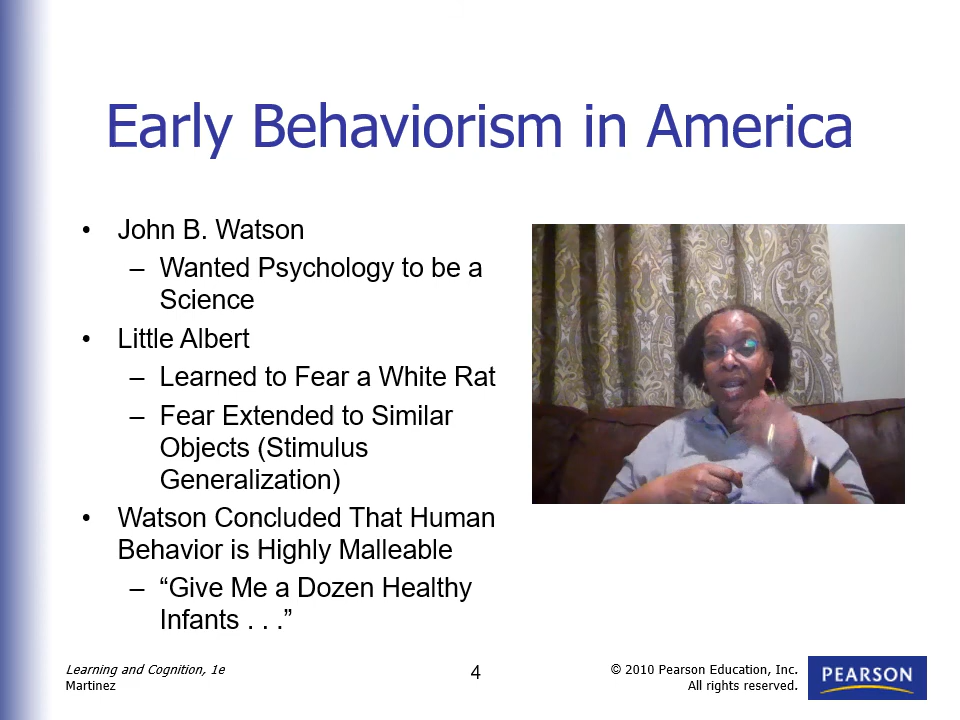 Early Behaviorism in America
• John B. Watson
– Wanted Psychology to be a
Science
• Little Albert
– Learned to Fear a White Rat
– Fear Extended to Similar
Objects (Stimulus
Generalization)
• Watson Concluded That Human
Behavior is Highly Malleable
– “Give Me a Dozen Healthy
Infants . . .”
Learning and Cognition, 1e
Martinez
4
© 2010 Pearson Education, Inc.
All rights reserved.
PEARSON